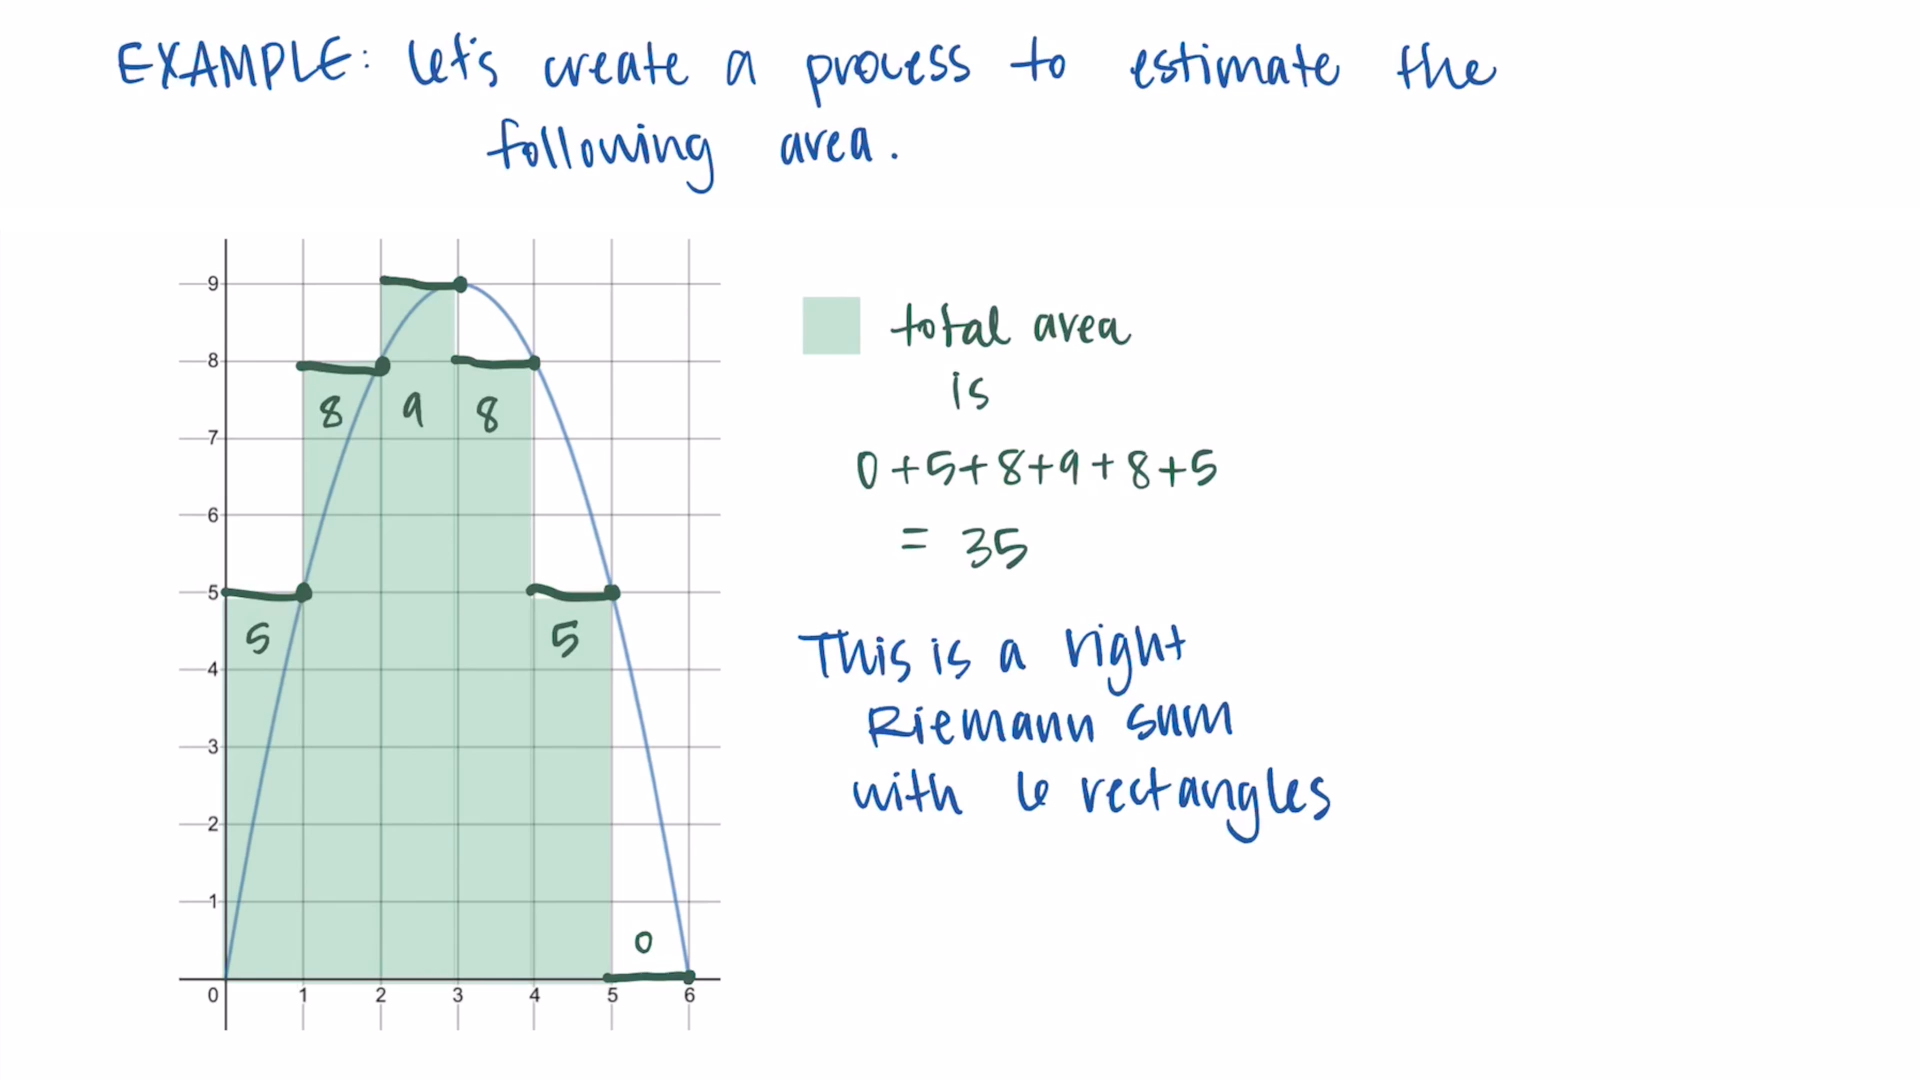 EXAMPLE: let's create a process to estimate the
following area.
9
8
7
6
5
4
3
2
1
0 1 2 3 4 5 6
8 9 8
5 5
0
total area
is
0+5+8+9+8+5
= 35
This is a right
Riemann sum
with 6 rectangles